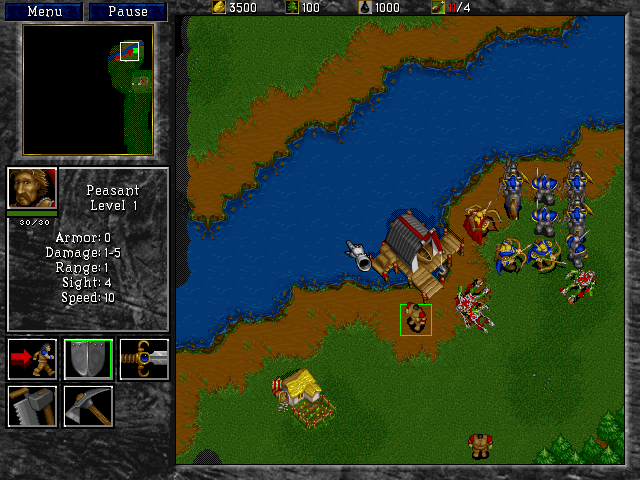 Menu Pause
3500 100 1000 11/4
30/30
Peasant
Level 1
Armor: 0
Damage: 1-5
Range: 1
Sight: 4
Speed: 10